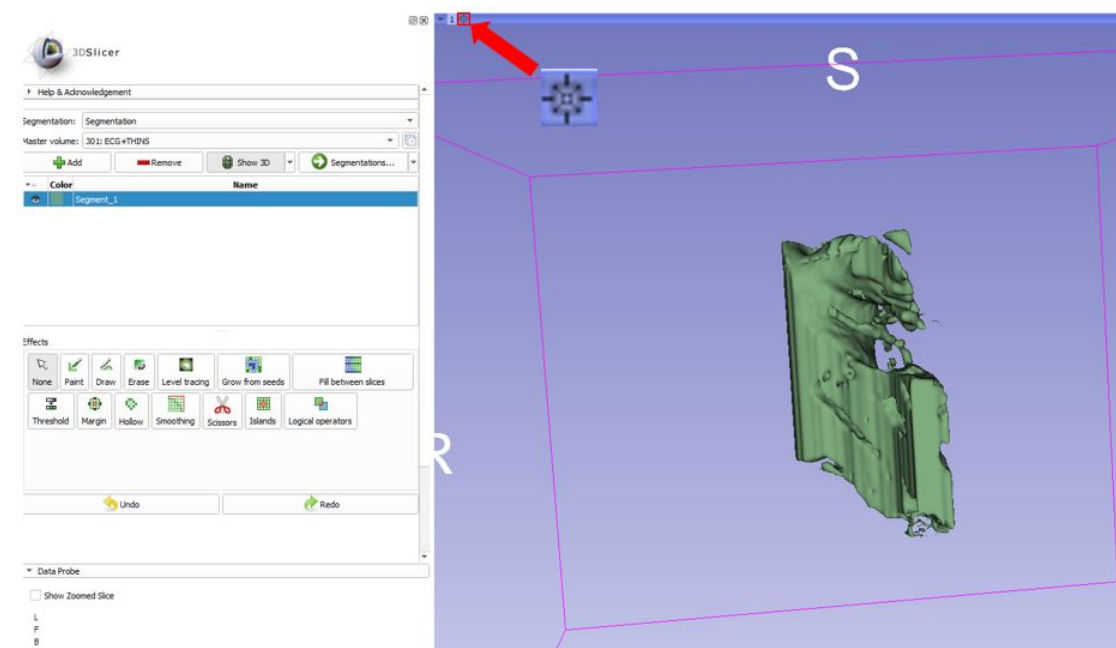 1
3DSlicer
S
Help & Acknowledgement
Segmentation: Segmentation
Master volume: 301: ECG+THINS
Add Remove Show 3D Segmentations...
Color Name
Segment_1
Effects
None Paint Draw Erase Level tracing Grow from seeds Fill between slices
Threshold Margin Hollow Smoothing Scissors Islands Logical operators
R
Undo Redo
Data Probe
Show Zoomed Slice
L
F
B